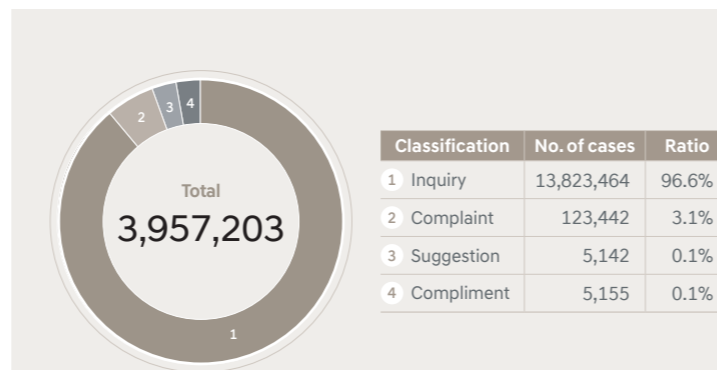 2
3
4
Total
3,957,203
1
Classification No. of cases Ratio
1 Inquiry 13,823,464 96.6%
2 Complaint 123,442 3.1%
3 Suggestion 5,142 0.1%
4 Compliment 5,155 0.1%